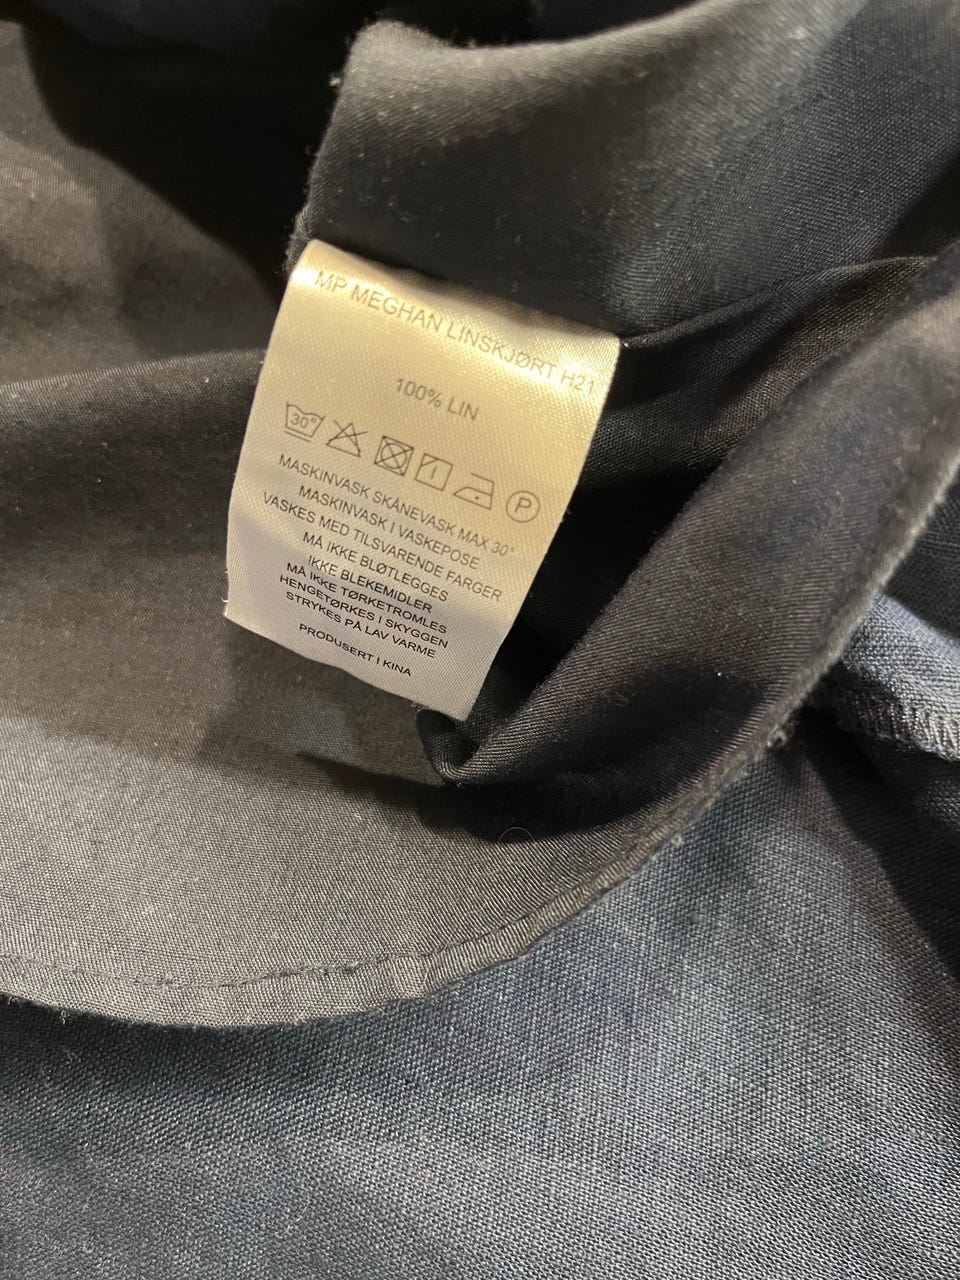 MP MEGHAN LINSKJØRT H21
100% LIN
30°
P
MASKINVASK SKÅNEVASK MAX 30°
MASKINVASK I VASKEPOSE
VASKES MED TILSVARENDE FARGER
MÅ IKKE BLØTLEGGES
IKKE BLEKEMIDLER
MÅ IKKE TØRKETROMLES
HENGETØRKES I SKYGGEN
STRYKES PÅ LAV VARME
PRODUSERT I KINA